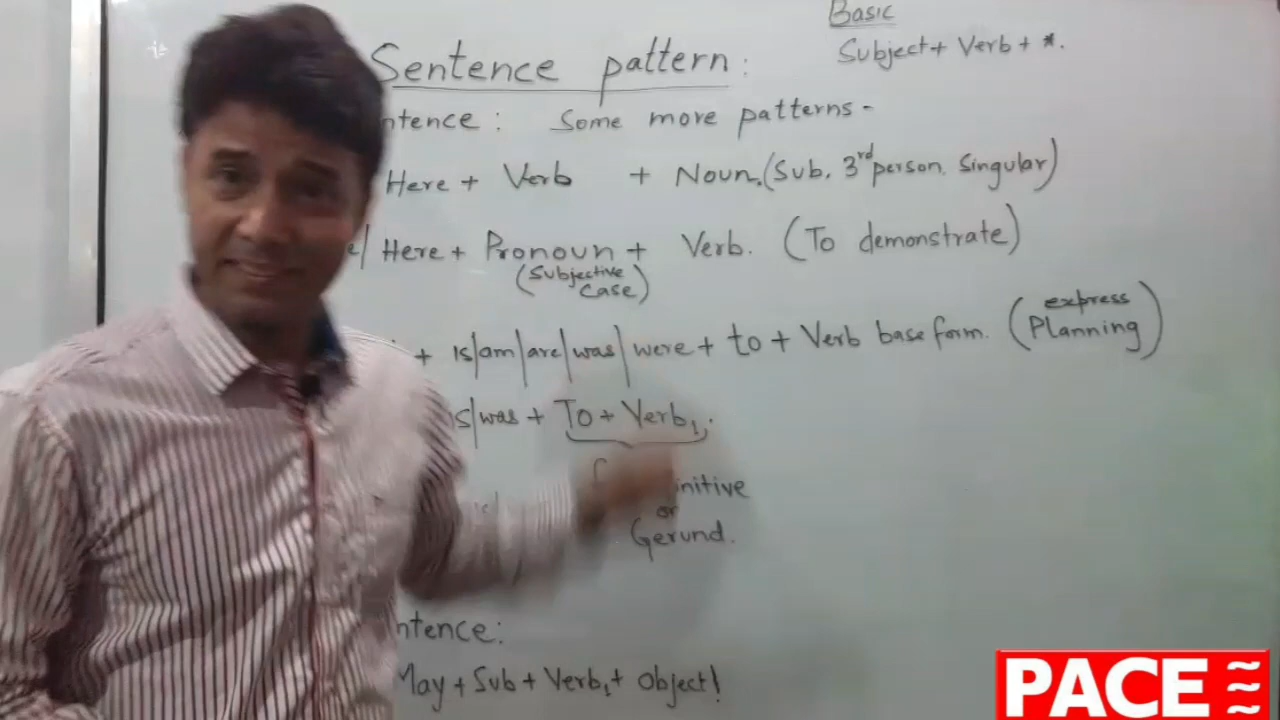 Basic
Subject + Verb + *.
Sentence pattern:
ntence: Some more patterns -
Here + Verb + Noun. (Sub. 3rd person. Singular)
e/ Here + Pronoun + Verb. (To demonstrate)
(Subjective case)
+ is/am/are/was/were + to + Verb base form. (express Planning)
s/was + To + Verb1.
initive
or
Gerund.
ntence:
May + Sub + Verb1 + object!
PACE